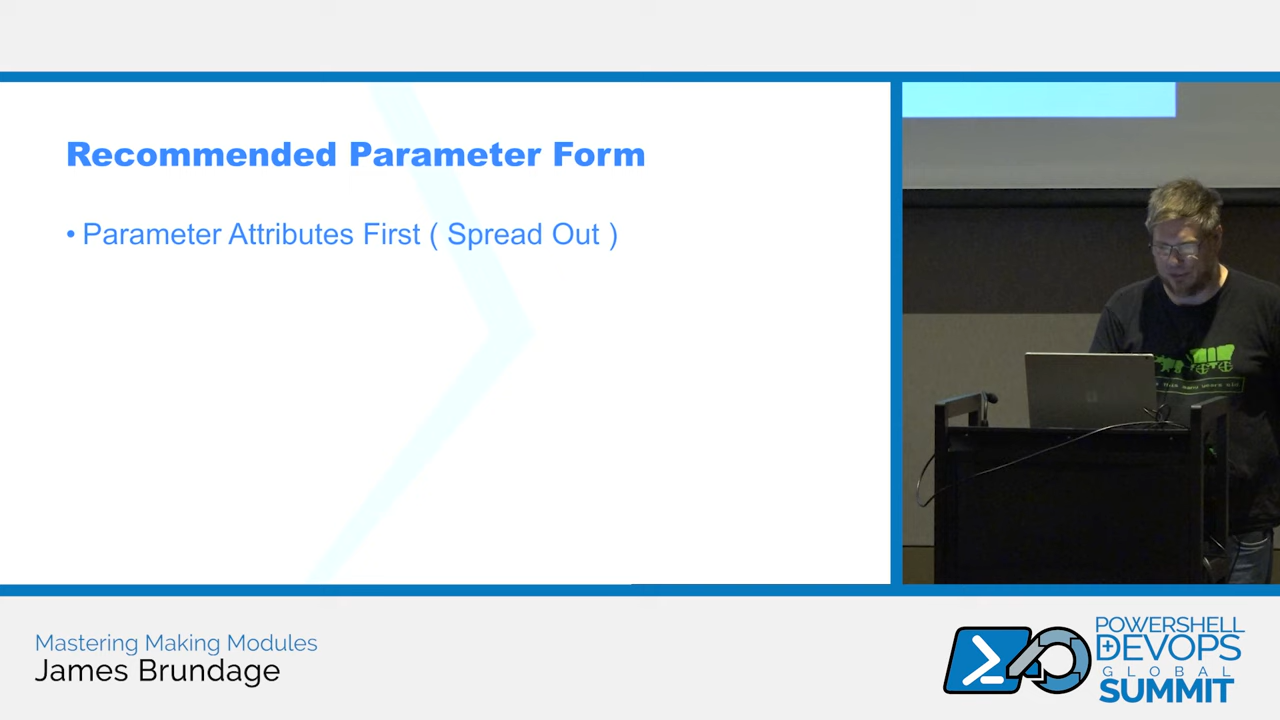 Recommended Parameter Form
• Parameter Attributes First ( Spread Out )
Mastering Making Modules
James Brundage
POWERSHELL
DEVOPS
GLOBAL
SUMMIT